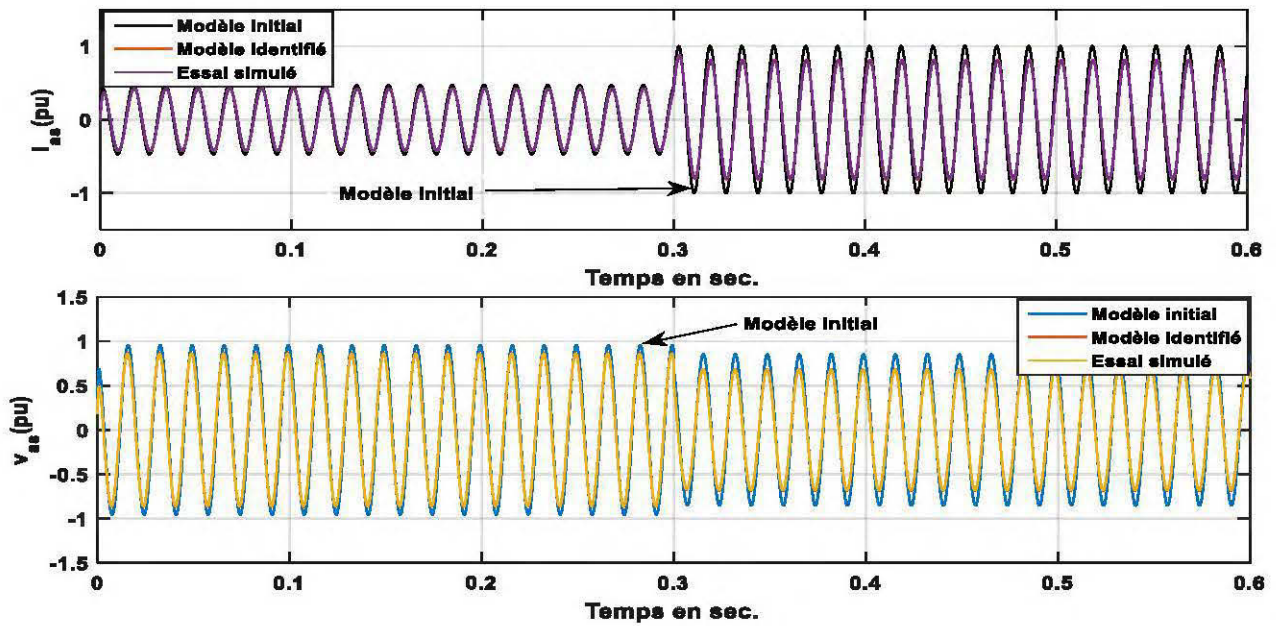 Modèle initial
Modèle identifié
Essai simulé
1
0
-1
I_as(pu)
Modèle initial
0
0.1
0.2
0.3
0.4
0.5
0.6
Temps en sec.
1.5
1
0.5
0
-0.5
-1
-1.5
v_as(pu)
Modèle initial
Modèle initial
Modèle identifié
Essai simulé
0
0.1
0.2
0.3
0.4
0.5
0.6
Temps en sec.